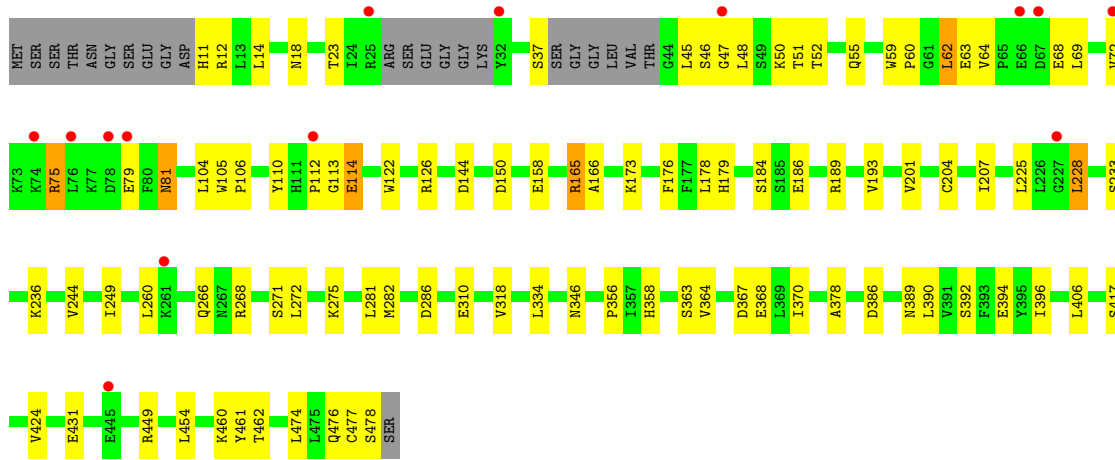 MET SER SER THR ASN GLY SER GLU GLY ASP H11 R12 L13 L14 N18 T23 I24 R25 ARG SER GLU GLY GLY LYS Y32 S37 SER GLY GLY LEU VAL THR G44 L45 S46 G47 L48 S49 K50 T51 T52 Q55 W59 P60 G61 L62 E63 V64 P65 E66 D67 E68 L69 V72
K73 K74 R75 L76 K77 D78 E79 F80 N81 L104 W105 P106 Y110 H111 P112 G113 E114 W122 R126 D144 D150 E158 R165 A166 K173 F176 F177 L178 H179 S184 S185 E186 R189 V193 V201 C204 I207 L225 L226 G227 L228 S233
K236 V244 I249 L260 K261 Q266 N267 R268 S271 L272 K275 L281 M282 D286 E310 V318 L334 N346 P356 I357 H358 S363 V364 D367 E368 L369 I370 A378 D386 N389 L390 V391 S392 F393 E394 Y395 I396 L406 S417
V424 E431 E445 R449 L454 K460 Y461 T462 L474 L475 Q476 C477 S478 SER